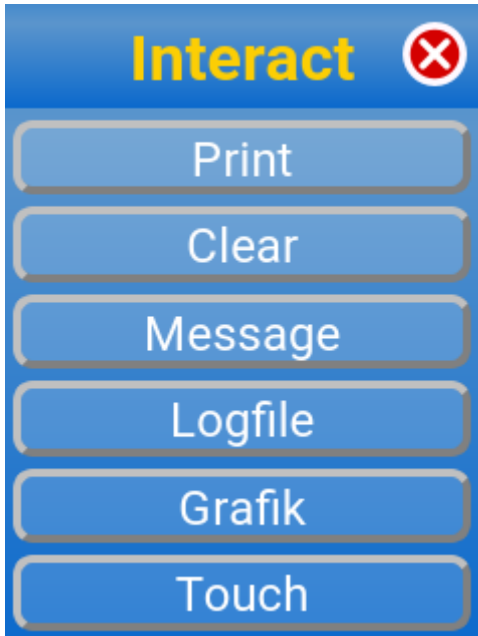 Interact
Print
Clear
Message
Logfile
Grafik
Touch